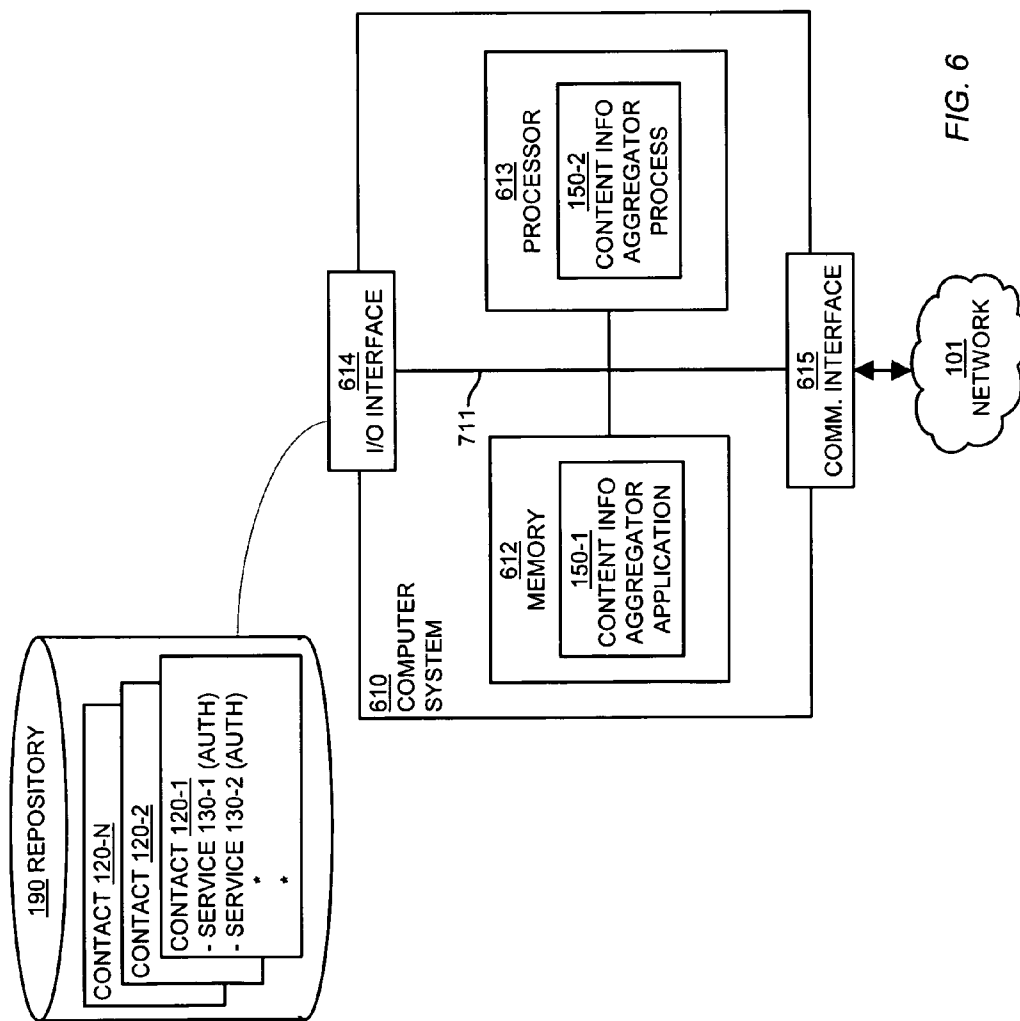 190 REPOSITORY
CONTACT 120-N
CONTACT 120-2
CONTACT 120-1
- SERVICE 130-1 (AUTH)
- SERVICE 130-2 (AUTH)
*
*
610
COMPUTER
SYSTEM
614
I/O INTERFACE
711
612
MEMORY
150-1
CONTENT INFO
AGGREGATOR
APPLICATION
613
PROCESSOR
150-2
CONTENT INFO
AGGREGATOR
PROCESS
615
COMM. INTERFACE
101
NETWORK
FIG. 6